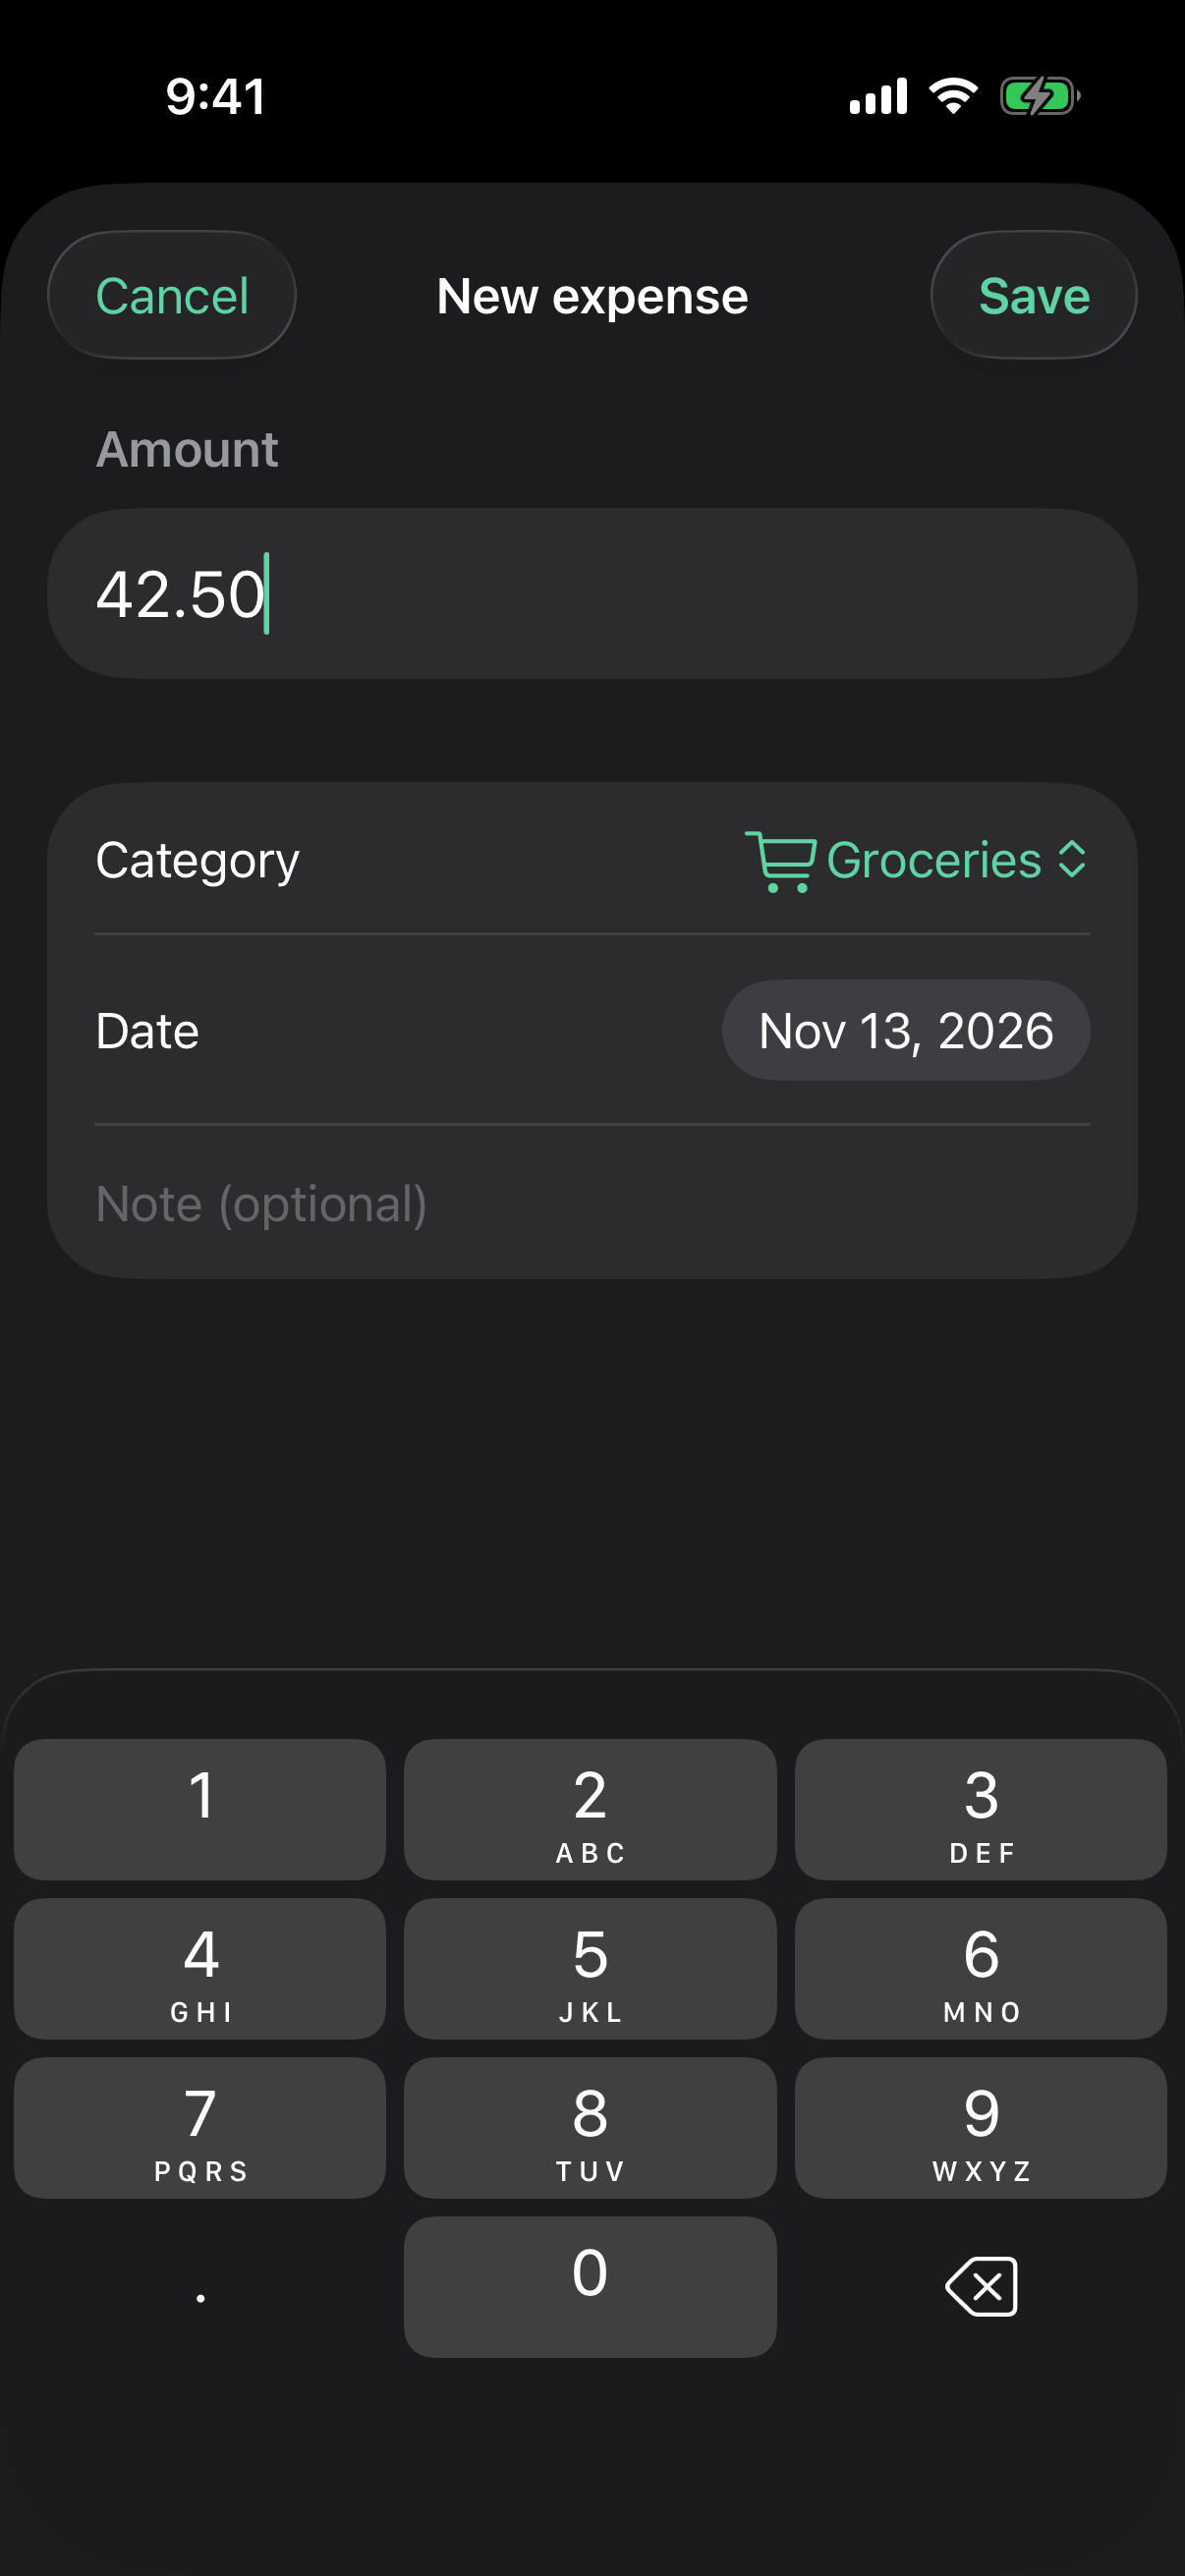 9:41
Cancel New expense Save
Amount
42.50
Category Groceries
Date Nov 13, 2026
Note (optional)
1 2 3
ABC DEF
4 5 6
GHI JKL MNO
7 8 9
PQRS TUV WXYZ
. 0